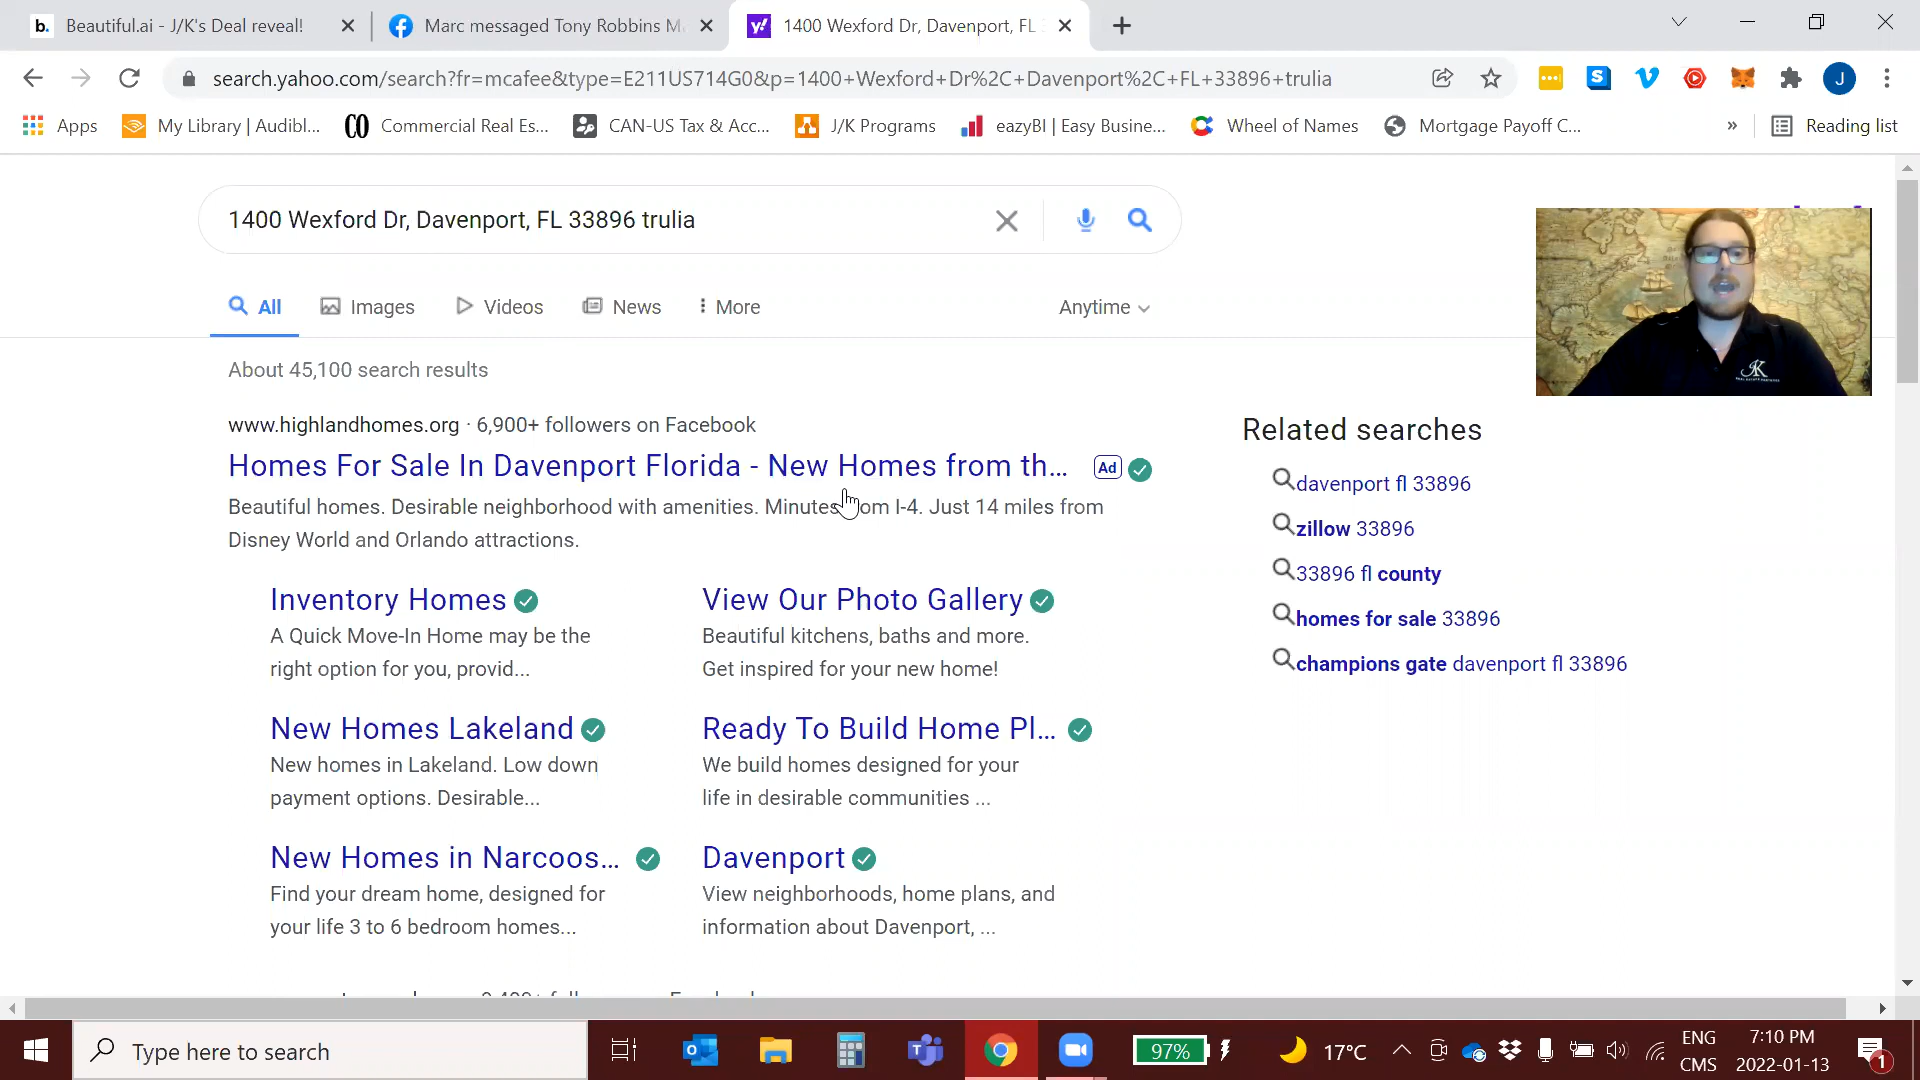 b. Beautiful.ai - J/K's Deal reveal!
Marc messaged Tony Robbins M
y! 1400 Wexford Dr, Davenport, FL
search.yahoo.com/search?fr=mcafee&type=E211US714G0&p=1400+Wexford+Dr%2C+Davenport%2C+FL+33896+trulia
J
Apps
My Library | Audibl...
Commercial Real Es...
CAN-US Tax & Acc...
J/K Programs
eazyBI | Easy Busine...
Wheel of Names
Mortgage Payoff C...
»
Reading list
1400 Wexford Dr, Davenport, FL 33896 trulia
All
Images
Videos
News
More
Anytime
About 45,100 search results
www.highlandhomes.org · 6,900+ followers on Facebook
Homes For Sale In Davenport Florida - New Homes from th... Ad
Beautiful homes. Desirable neighborhood with amenities. Minutes om I-4. Just 14 miles from
Disney World and Orlando attractions.
Inventory Homes
A Quick Move-In Home may be the
right option for you, provid...
View Our Photo Gallery
Beautiful kitchens, baths and more.
Get inspired for your new home!
New Homes Lakeland
New homes in Lakeland. Low down
payment options. Desirable...
Ready To Build Home Pl...
We build homes designed for your
life in desirable communities ...
New Homes in Narcoos...
Find your dream home, designed for
your life 3 to 6 bedroom homes...
Davenport
View neighborhoods, home plans, and
information about Davenport, ...
Related searches
davenport fl 33896
zillow 33896
33896 fl county
homes for sale 33896
champions gate davenport fl 33896
JK
Type here to search
97%
17°C
ENG
CMS
7:10 PM
2022-01-13
1